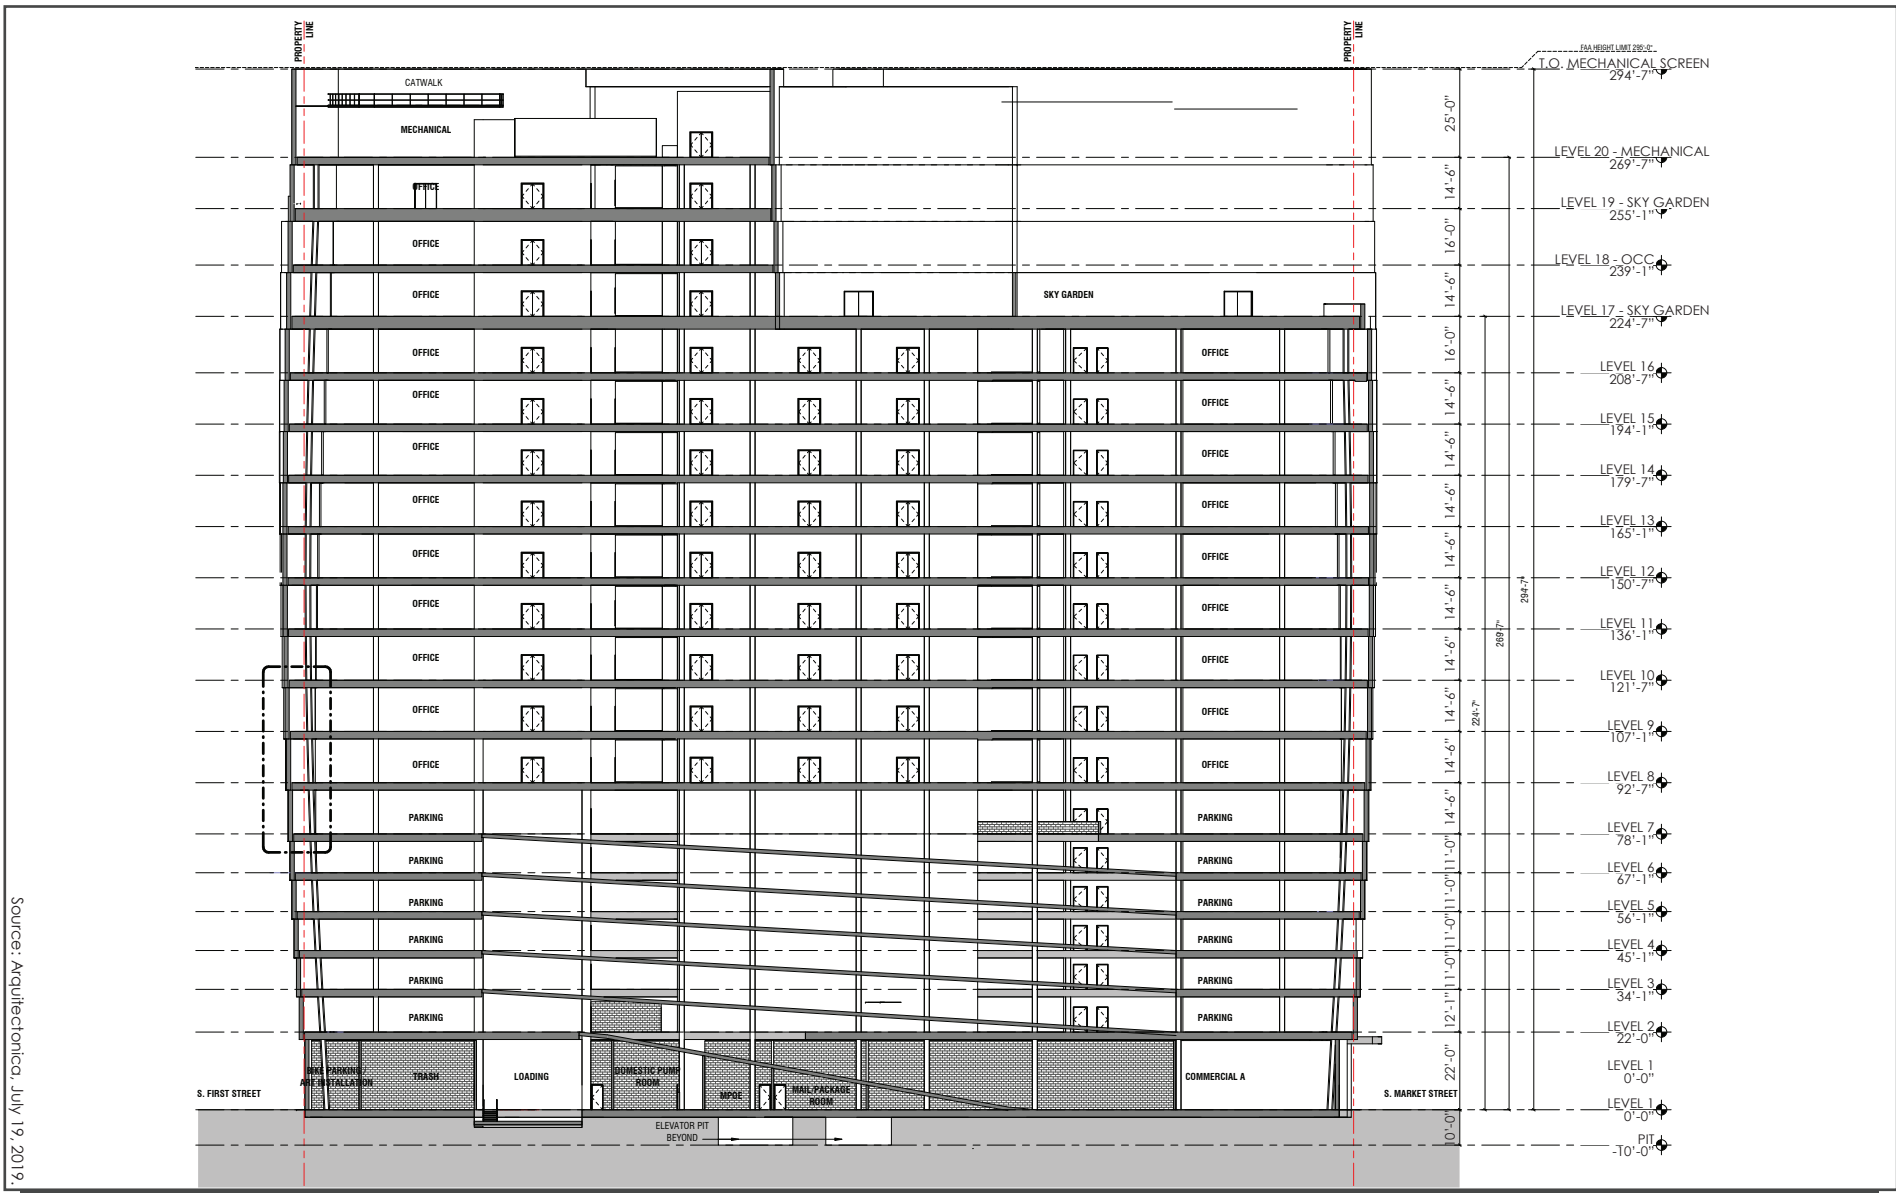 PROPERTY
LINE
PROPERTY
LINE
FAA HEIGHT LIMIT 295'-0"
T.O. MECHANICAL SCREEN
294'-7"
CATWALK
25'-0"
MECHANICAL
LEVEL 20 - MECHANICAL
269'-7"
OFFICE
14'-6"
LEVEL 19 - SKY GARDEN
255'-1"
OFFICE
16'-0"
LEVEL 18 - OCC
239'-1"
OFFICE
SKY GARDEN
14'-6"
LEVEL 17 - SKY GARDEN
224'-7"
OFFICE
OFFICE
16'-0"
LEVEL 16
208'-7"
OFFICE
OFFICE
14'-6"
LEVEL 15
194'-1"
OFFICE
OFFICE
14'-6"
LEVEL 14
179'-7"
OFFICE
OFFICE
14'-6"
LEVEL 13
165'-1"
OFFICE
OFFICE
14'-6"
LEVEL 12
150'-7"
OFFICE
OFFICE
14'-6"
294'-7"
LEVEL 11
136'-1"
269'-7"
OFFICE
OFFICE
14'-6"
LEVEL 10
121'-7"
OFFICE
OFFICE
14'-6"
224'-7"
LEVEL 9
107'-1"
OFFICE
OFFICE
14'-6"
LEVEL 8
92'-7"
PARKING
PARKING
14'-6"
LEVEL 7
78'-1"
PARKING
PARKING
11'-0"
LEVEL 6
67'-1"
PARKING
PARKING
11'-0"
LEVEL 5
56'-1"
PARKING
PARKING
11'-0"
LEVEL 4
45'-1"
PARKING
PARKING
11'-0"
LEVEL 3
34'-1"
PARKING
PARKING
12'-1"
LEVEL 2
22'-0"
BIKE PARKING /
ART INSTALLATION
TRASH
LOADING
DOMESTIC PUMP
ROOM
MPOE
MAIL/PACKAGE
ROOM
COMMERCIAL A
22'-0"
LEVEL 1
0'-0"
S. FIRST STREET
S. MARKET STREET
LEVEL 1
0'-0"
ELEVATOR PIT
BEYOND
10'-0"
PIT
-10'-0"
Source: Arquitectonica, July 19, 2019.